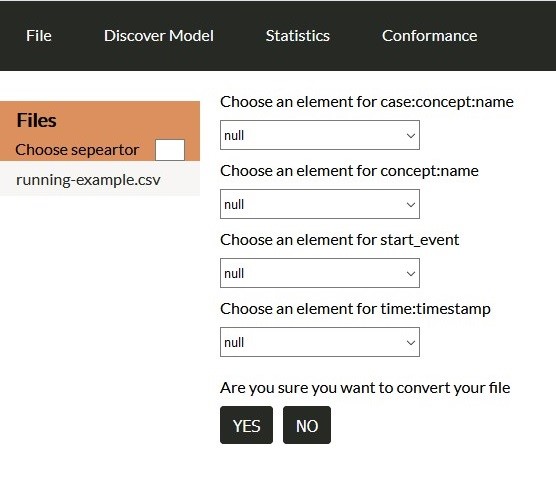 File Discover Model Statistics Conformance
Files
Choose sepeartor
running-example.csv
Choose an element for case:concept:name
null
Choose an element for concept:name
null
Choose an element for start_event
null
Choose an element for time:timestamp
null
Are you sure you want to convert your file
YES NO